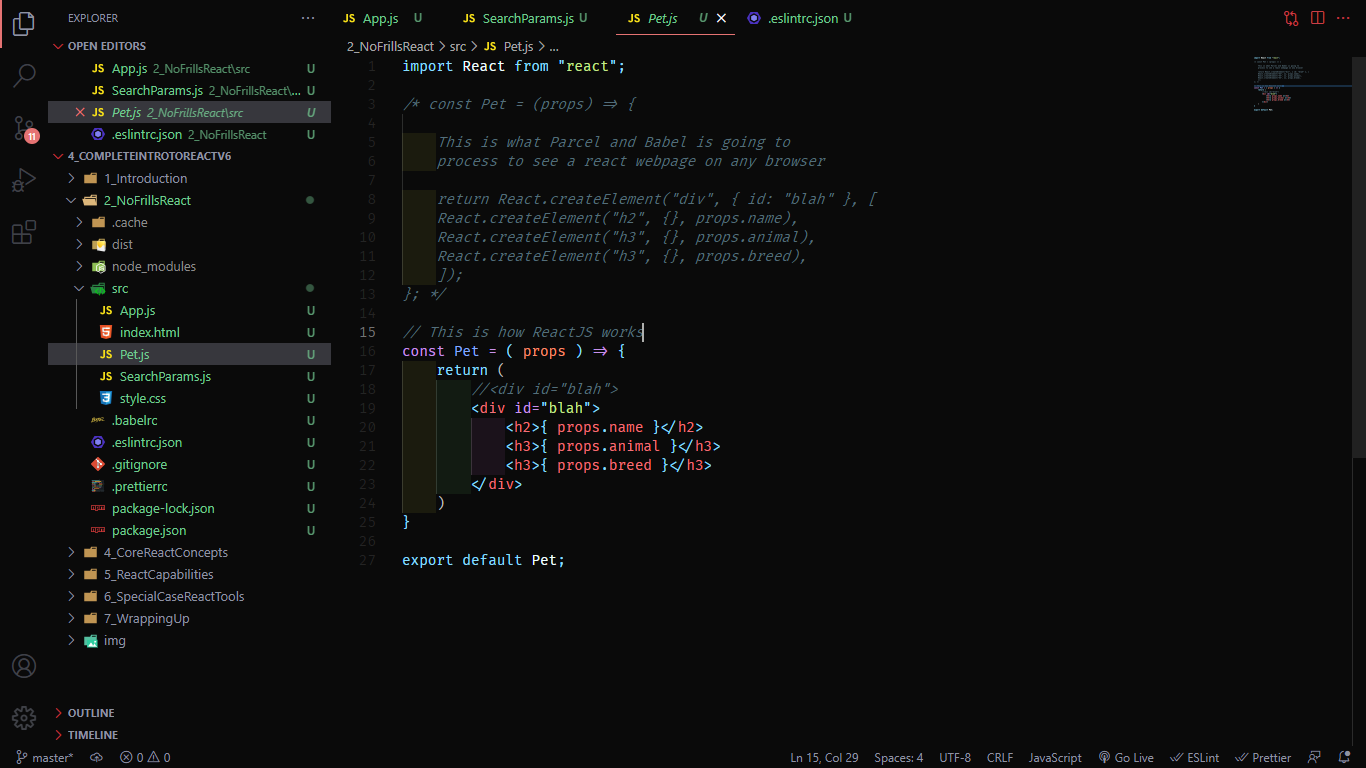 EXPLORER
OPEN EDITORS
App.js 2_NoFrillsReact\src U
SearchParams.js 2_NoFrillsReact\... U
Pet.js 2_NoFrillsReact\src U
.eslintrc.json 2_NoFrillsReact U
11
4_COMPLETEINTROTOREACTV6
1_Introduction
2_NoFrillsReact
.cache
dist
node_modules
src
JS App.js U
index.html U
JS Pet.js U
JS SearchParams.js U
style.css U
.babelrc U
.eslintrc.json U
.gitignore U
.prettierrc U
package-lock.json U
package.json U
4_CoreReactConcepts
5_ReactCapabilities
6_SpecialCaseReactTools
7_WrappingUp
img
OUTLINE
TIMELINE
JS App.js U JS SearchParams.js U JS Pet.js U .eslintrc.json U
2_NoFrillsReact > src > JS Pet.js > ...
1 import React from "react";
2
3 /* const Pet = (props) => {
4
5 This is what Parcel and Babel is going to
6 process to see a react webpage on any browser
7
8 return React.createElement("div", { id: "blah" }, [
9 React.createElement("h2", {}, props.name),
10 React.createElement("h3", {}, props.animal),
11 React.createElement("h3", {}, props.breed),
12 ]);
13 }; */
14
15 // This is how ReactJS works
16 const Pet = ( props ) => {
17 return (
18 //<div id="blah">
19 <div id="blah">
20 <h2>{ props.name }</h2>
21 <h3>{ props.animal }</h3>
22 <h3>{ props.breed }</h3>
23 </div>
24 )
25 }
26
27 export default Pet;
master* 0 0 Ln 15, Col 29 Spaces: 4 UTF-8 CRLF JavaScript Go Live ESLint Prettier